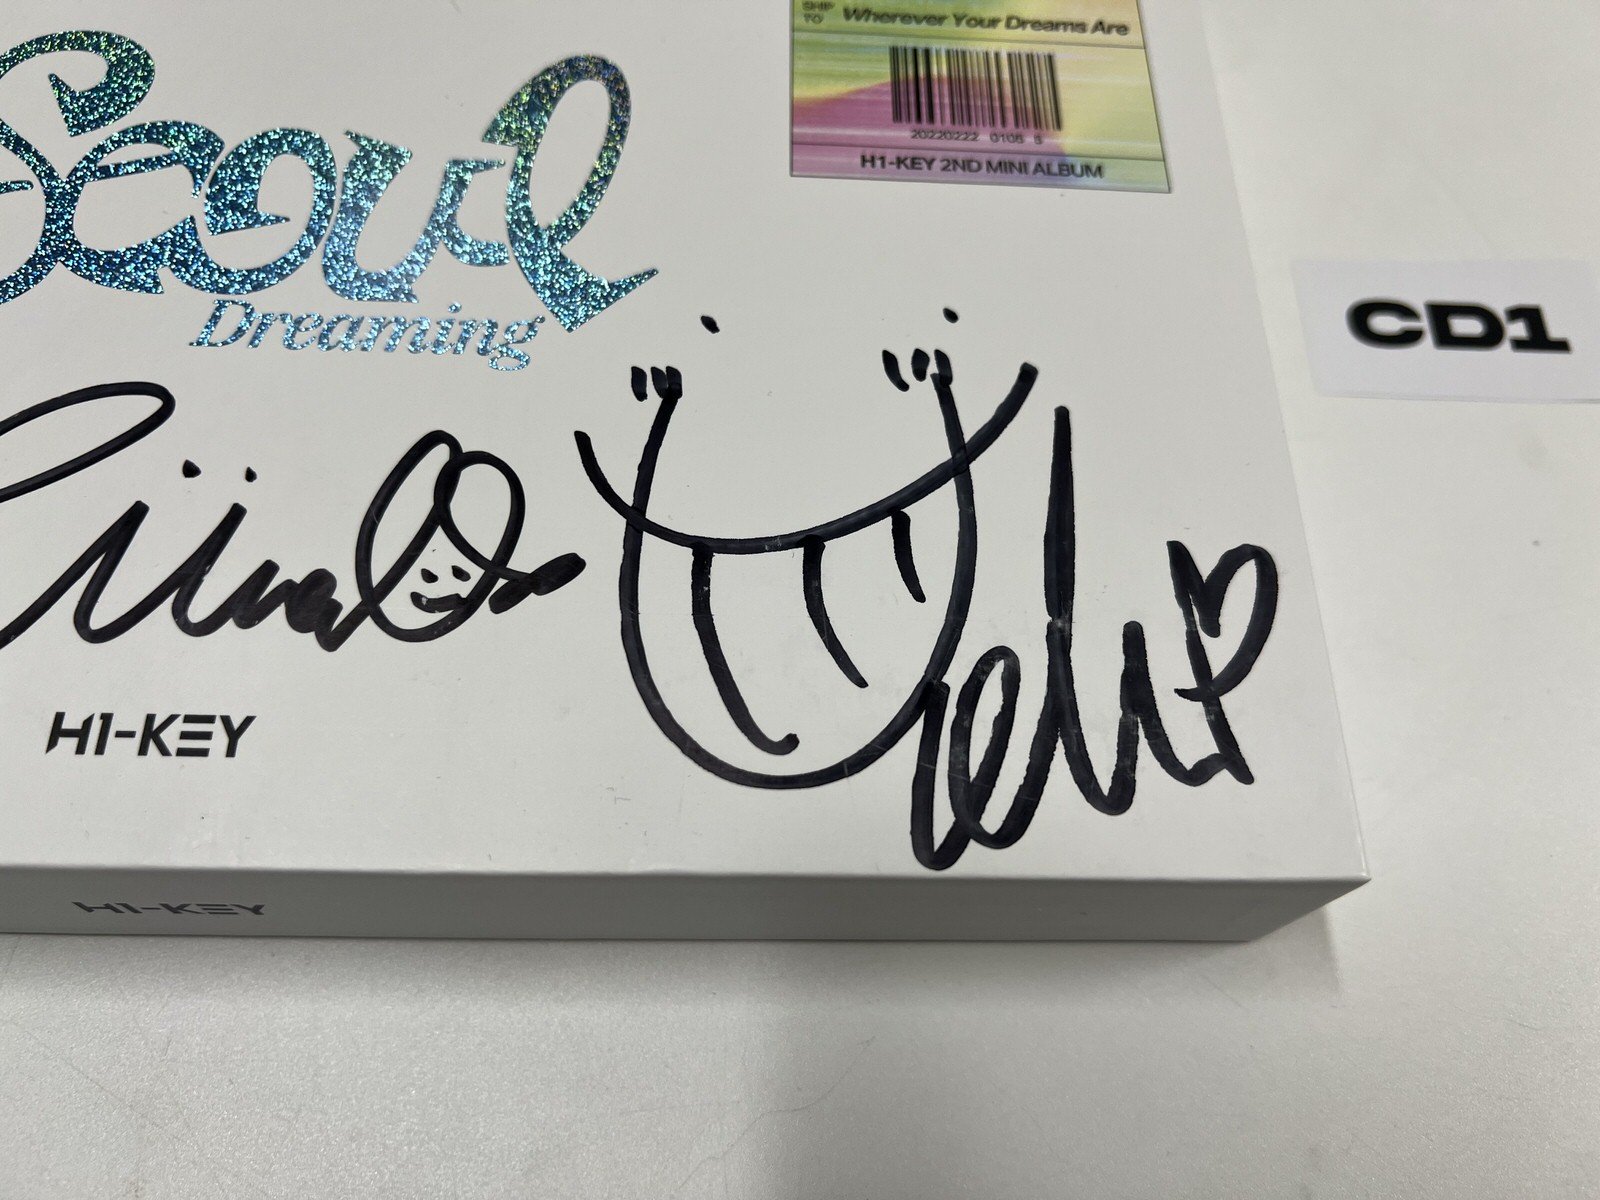 SHIP TO Wherever Your Dreams Are
20220222 0105 8
H1-KEY 2ND MINI ALBUM
Seoul
Dreaming
CD1
H1-KEY
H1-KEY